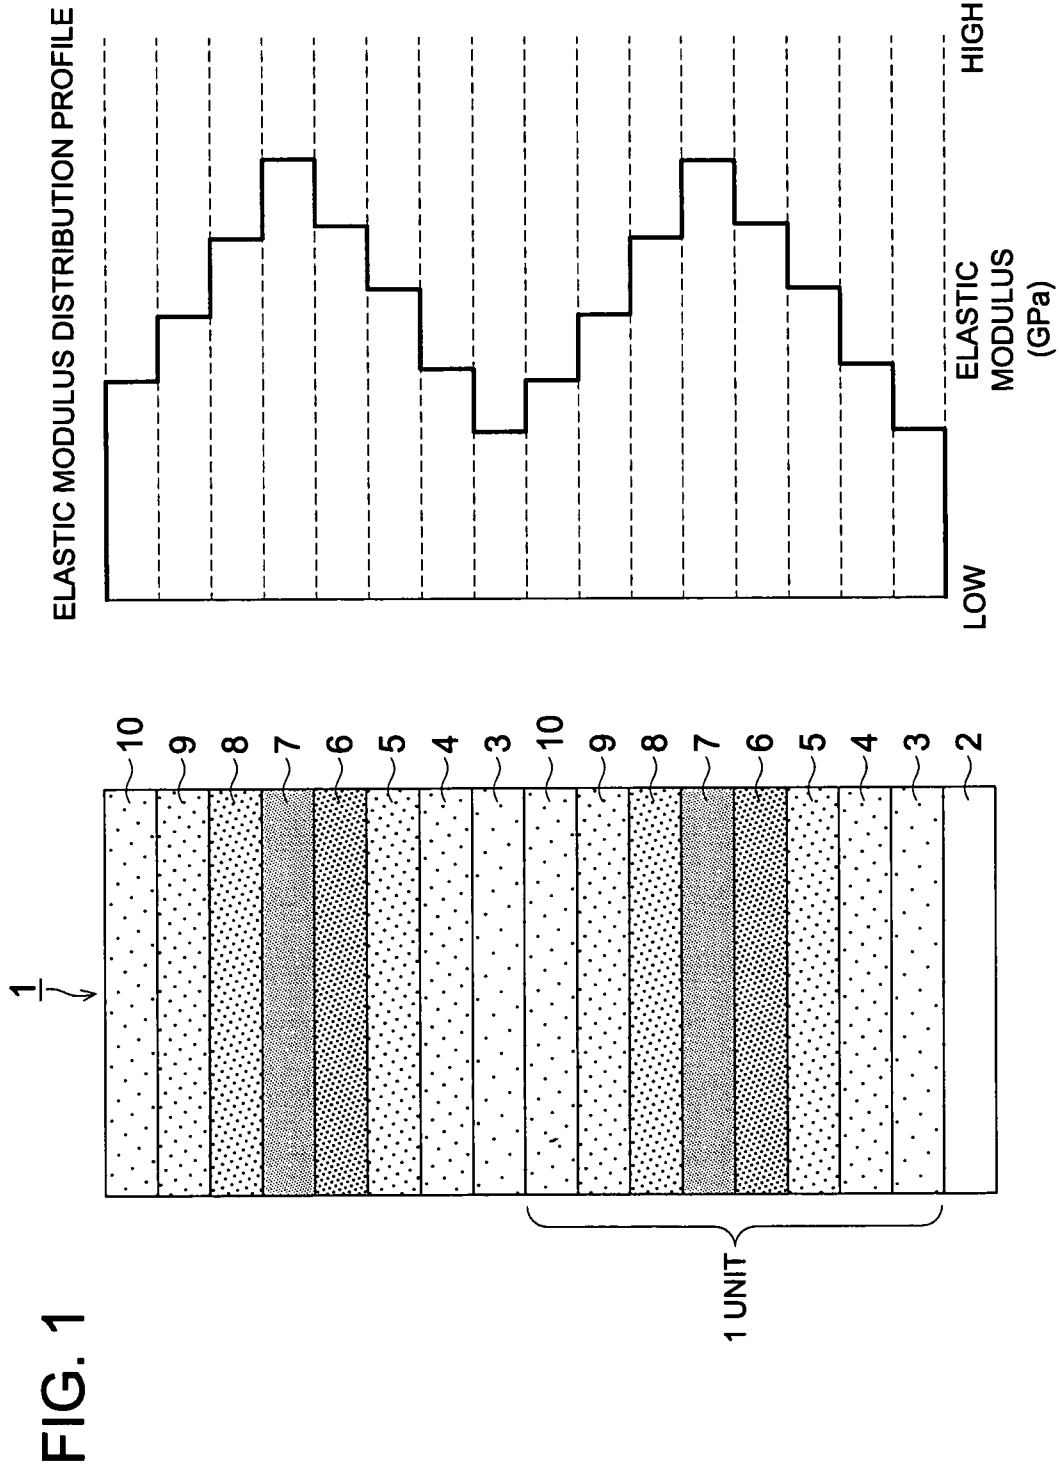 FIG. 1
1
10
9
8
7
6
5
4
3
10
9
8
7
6
5
4
3
2
1 UNIT
ELASTIC MODULUS DISTRIBUTION PROFILE
LOW
ELASTIC
MODULUS
(GPa)
HIGH